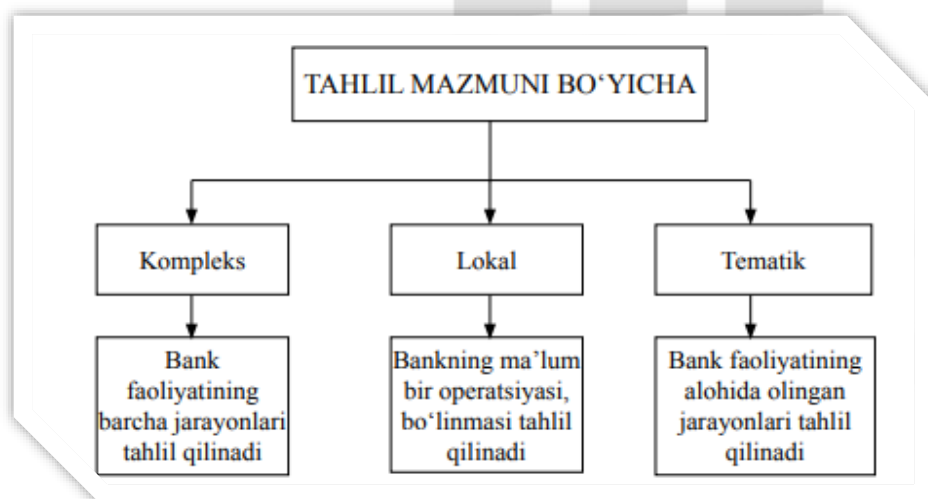 TAHLIL MAZMUNI BO‘YICHA
Kompleks
Lokal
Tematik
Bank
faoliyatining
barcha jarayonlari
tahlil qilinadi
Bankning ma’lum
bir operatsiyasi,
bo‘linmasi tahlil
qilinadi
Bank faoliyatining
alohida olingan
jarayonlari tahlil
qilinadi